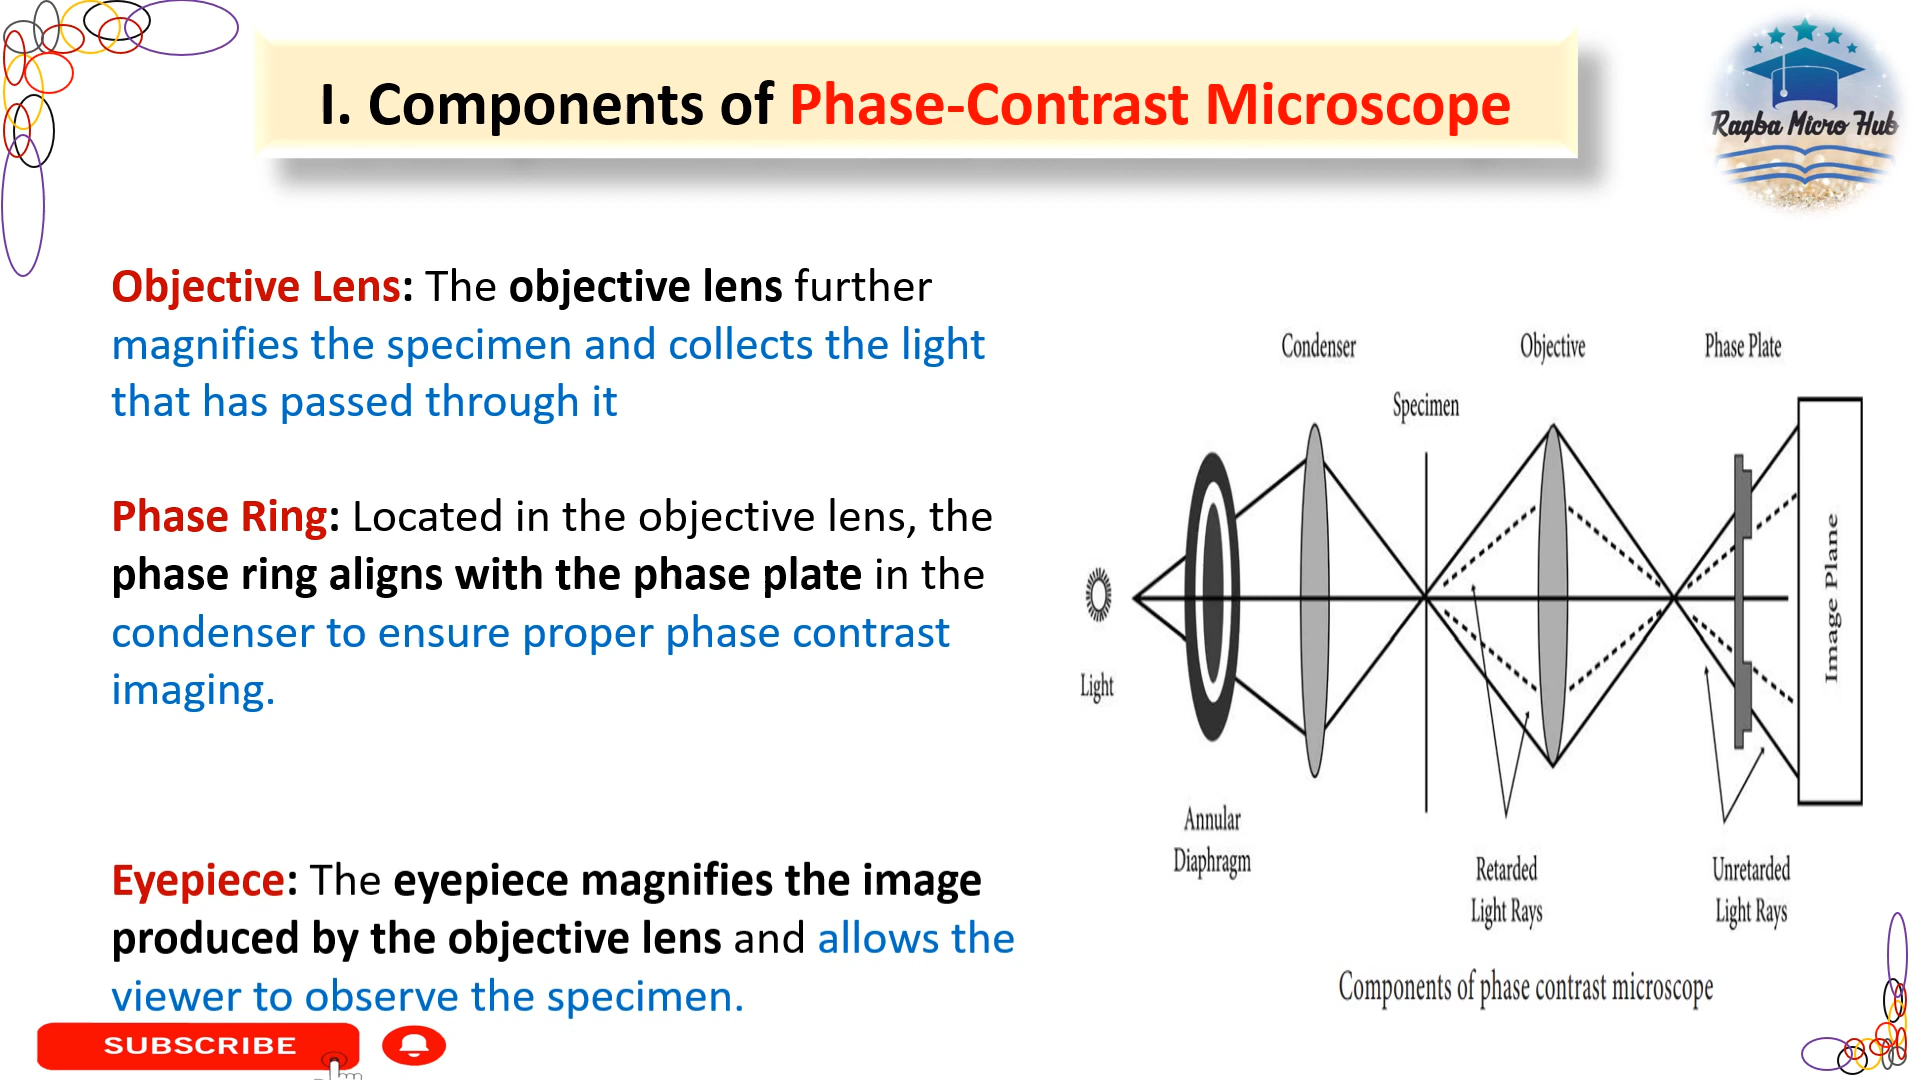 I. Components of Phase-Contrast Microscope
Ragba Micro Hub
Objective Lens: The objective lens further
magnifies the specimen and collects the light
that has passed through it
Phase Ring: Located in the objective lens, the
phase ring aligns with the phase plate in the
condenser to ensure proper phase contrast
imaging.
Eyepiece: The eyepiece magnifies the image
produced by the objective lens and allows the
viewer to observe the specimen.
SUBSCRIBE
Condenser
Objective
Phase Plate
Specimen
Image Plane
Light
Annular
Diaphragm
Retarded
Light Rays
Unretarded
Light Rays
Components of phase contrast microscope